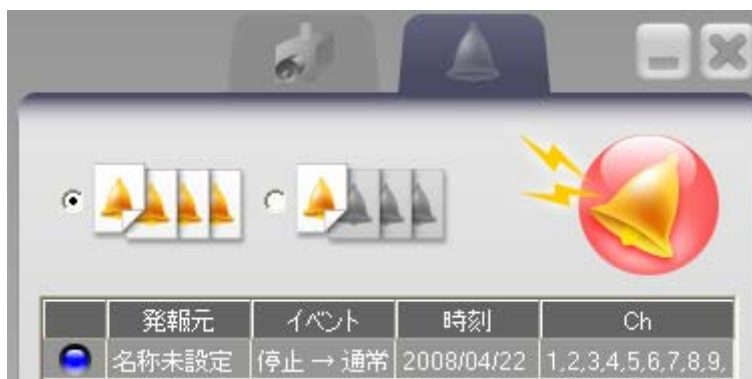 発報元 イベント 時刻 Ch
名称未設定 停止 → 通常 2008/04/22 1,2,3,4,5,6,7,8,9,